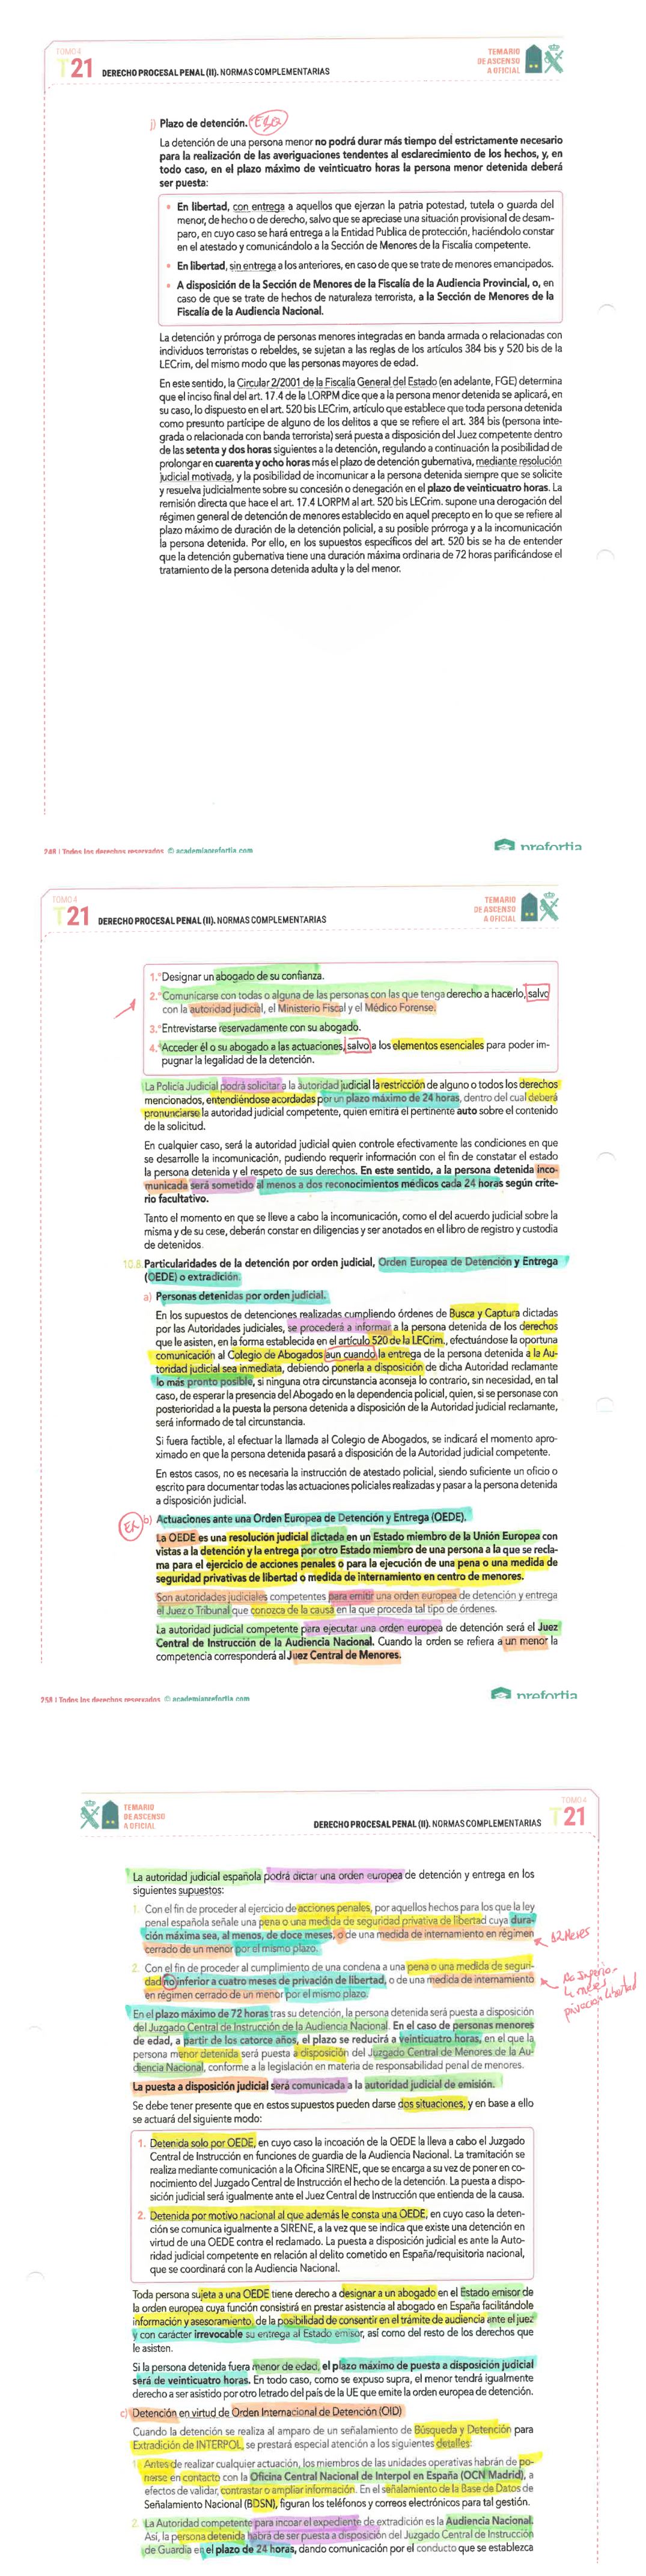 TOMO 4
T21 DERECHO PROCESAL PENAL (II). NORMAS COMPLEMENTARIAS
TEMARIO
DE ASCENSO
A OFICIAL
j) Plazo de detención.
La detención de una persona menor no podrá durar más tiempo del estrictamente necesario
para la realización de las averiguaciones tendentes al esclarecimiento de los hechos, y, en
todo caso, en el plazo máximo de veinticuatro horas la persona menor detenida deberá
ser puesta:
• En libertad, con entrega a aquellos que ejerzan la patria potestad, tutela o guarda del
menor, de hecho o de derecho, salvo que se apreciase una situación provisional de desam-
paro, en cuyo caso se hará entrega a la Entidad Publica de protección, haciéndolo constar
en el atestado y comunicándolo a la Sección de Menores de la Fiscalía competente.
• En libertad, sin entrega a los anteriores, en caso de que se trate de menores emancipados.
• A disposición de la Sección de Menores de la Fiscalía de la Audiencia Provincial, o, en
caso de que se trate de hechos de naturaleza terrorista, a la Sección de Menores de la
Fiscalía de la Audiencia Nacional.
La detención y prórroga de personas menores integradas en banda armada o relacionadas con
individuos terroristas o rebeldes, se sujetan a las reglas de los artículos 384 bis y 520 bis de la
LECrim, del mismo modo que las personas mayores de edad.
En este sentido, la Circular 2/2001 de la Fiscalía General del Estado (en adelante, FGE) determina
que el inciso final del art. 17.4 de la LORPM dice que a la persona menor detenida se aplicará, en
su caso, lo dispuesto en el art. 520 bis LECrim, artículo que establece que toda persona detenida
como presunto partícipe de alguno de los delitos a que se refiere el art. 384 bis (persona inte-
grada o relacionada con banda terrorista) será puesta a disposición del Juez competente dentro
de las setenta y dos horas siguientes a la detención, regulando a continuación la posibilidad de
prolongar en cuarenta y ocho horas más el plazo de detención gubernativa, mediante resolución
judicial motivada, y la posibilidad de incomunicar a la persona detenida siempre que se solicite
y resuelva judicialmente sobre su concesión o denegación en el plazo de veinticuatro horas. La
remisión directa que hace el art. 17.4 LORPM al art. 520 bis LECrim. supone una derogación del
régimen general de detención de menores establecido en aquel precepto en lo que se refiere al
plazo máximo de duración de la detención policial, a su posible prórroga y a la incomunicación
la persona detenida. Por ello, en los supuestos específicos del art. 520 bis se ha de entender
que la detención gubernativa tiene una duración máxima ordinaria de 72 horas parificándose el
tratamiento de la persona detenida adulta y la del menor.
248 | Todos los derechos reservados © academiaprefortia.com
prefortia
TOMO 4
T21 DERECHO PROCESAL PENAL (II). NORMAS COMPLEMENTARIAS
TEMARIO
DE ASCENSO
A OFICIAL
1.º Designar un abogado de su confianza.
2.º Comunicarse con todas o alguna de las personas con las que tenga derecho a hacerlo, salvo
con la autoridad judicial, el Ministerio Fiscal y el Médico Forense.
3.º Entrevistarse reservadamente con su abogado.
4.º Acceder él o su abogado a las actuaciones, salvo a los elementos esenciales para poder im-
pugnar la legalidad de la detención.
La Policía Judicial podrá solicitar a la autoridad judicial la restricción de alguno o todos los derechos
mencionados, entendiéndose acordadas por un plazo máximo de 24 horas, dentro del cual deberá
pronunciarse la autoridad judicial competente, quien emitirá el pertinente auto sobre el contenido
de la solicitud.
En cualquier caso, será la autoridad judicial quien controle efectivamente las condiciones en que
se desarrolle la incomunicación, pudiendo requerir información con el fin de constatar el estado
la persona detenida y el respeto de sus derechos. En este sentido, a la persona detenida inco-
municada será sometido al menos a dos reconocimientos médicos cada 24 horas según crite-
rio facultativo.
Tanto el momento en que se lleve a cabo la incomunicación, como el del acuerdo judicial sobre la
misma y de su cese, deberán constar en diligencias y ser anotados en el libro de registro y custodia
de detenidos.
10.8. Particularidades de la detención por orden judicial, Orden Europea de Detención y Entrega
(OEDE) o extradición.
a) Personas detenidas por orden judicial.
En los supuestos de detenciones realizadas cumpliendo órdenes de Busca y Captura dictadas
por las Autoridades judiciales, se procederá a informar a la persona detenida de los derechos
que le asisten, en la forma establecida en el artículo 520 de la LECrim., efectuándose la oportuna
comunicación al Colegio de Abogados aun cuando la entrega de la persona detenida a la Au-
toridad judicial sea inmediata, debiendo ponerla a disposición de dicha Autoridad reclamante
lo más pronto posible, si ninguna otra circunstancia aconseja lo contrario, sin necesidad, en tal
caso, de esperar la presencia del Abogado en la dependencia policial, quien, si se personase con
posterioridad a la puesta la persona detenida a disposición de la Autoridad judicial reclamante,
será informado de tal circunstancia.
Si fuera factible, al efectuar la llamada al Colegio de Abogados, se indicará el momento apro-
ximado en que la persona detenida pasará a disposición de la Autoridad judicial competente.
En estos casos, no es necesaria la instrucción de atestado policial, siendo suficiente un oficio o
escrito para documentar todas las actuaciones policiales realizadas y pasar a la persona detenida
a disposición judicial.
b) Actuaciones ante una Orden Europea de Detención y Entrega (OEDE).
La OEDE es una resolución judicial dictada en un Estado miembro de la Unión Europea con
vistas a la detención y la entrega por otro Estado miembro de una persona a la que se recla-
ma para el ejercicio de acciones penales o para la ejecución de una pena o una medida de
seguridad privativas de libertad o medida de internamiento en centro de menores.
Son autoridades judiciales competentes para emitir una orden europea de detención y entrega
el Juez o Tribunal que conozca de la causa en la que proceda tal tipo de órdenes.
La autoridad judicial competente para ejecutar una orden europea de detención será el Juez
Central de Instrucción de la Audiencia Nacional. Cuando la orden se refiera a un menor la
competencia corresponderá al Juez Central de Menores.
258 | Todos los derechos reservados © academiaprefortia.com
prefortia
TEMARIO
DE ASCENSO
A OFICIAL
TOMO 4
DERECHO PROCESAL PENAL (II). NORMAS COMPLEMENTARIAS T21
La autoridad judicial española podrá dictar una orden europea de detención y entrega en los
siguientes supuestos:
1. Con el fin de proceder al ejercicio de acciones penales, por aquellos hechos para los que la ley
penal española señale una pena o una medida de seguridad privativa de libertad cuya dura-
ción máxima sea, al menos, de doce meses, o de una medida de internamiento en régimen
cerrado de un menor por el mismo plazo.
12 Meses
2. Con el fin de proceder al cumplimiento de una condena a una pena o una medida de seguri-
dad no inferior a cuatro meses de privación de libertad, o de una medida de internamiento
en régimen cerrado de un menor por el mismo plazo.
No Inferior
4 meses
privacion libertad
En el plazo máximo de 72 horas tras su detención, la persona detenida será puesta a disposición
del Juzgado Central de Instrucción de la Audiencia Nacional. En el caso de personas menores
de edad, a partir de los catorce años, el plazo se reducirá a veinticuatro horas, en el que la
persona menor detenida será puesta a disposición del Juzgado Central de Menores de la Au-
diencia Nacional, conforme a la legislación en materia de responsabilidad penal de menores.
La puesta a disposición judicial será comunicada a la autoridad judicial de emisión.
Se debe tener presente que en estos supuestos pueden darse dos situaciones, y en base a ello
se actuará del siguiente modo:
1. Detenida solo por OEDE, en cuyo caso la incoación de la OEDE la lleva a cabo el Juzgado
Central de Instrucción en funciones de guardia de la Audiencia Nacional. La tramitación se
realiza mediante comunicación a la Oficina SIRENE, que se encarga a su vez de poner en co-
nocimiento del Juzgado Central de Instrucción el hecho de la detención. La puesta a dispo-
sición judicial será igualmente ante el Juez Central de Instrucción que entienda de la causa.
2. Detenida por motivo nacional al que además le consta una OEDE, en cuyo caso la deten-
ción se comunica igualmente a SIRENE, a la vez que se indica que existe una detención en
virtud de una OEDE contra el reclamado. La puesta a disposición judicial es ante la Auto-
ridad judicial competente en relación al delito cometido en España/requisitoria nacional,
que se coordinará con la Audiencia Nacional.
Toda persona sujeta a una OEDE tiene derecho a designar a un abogado en el Estado emisor de
la orden europea cuya función consistirá en prestar asistencia al abogado en España facilitándole
información y asesoramiento, de la posibilidad de consentir en el trámite de audiencia ante el juez
y con carácter irrevocable su entrega al Estado emisor, así como del resto de los derechos que
le asisten.
Si la persona detenida fuera menor de edad, el plazo máximo de puesta a disposición judicial
será de veinticuatro horas. En todo caso, como se expuso supra, el menor tendrá igualmente
derecho a ser asistido por otro letrado del país de la UE que emite la orden europea de detención.
c) Detención en virtud de Orden Internacional de Detención (OID)
Cuando la detención se realiza al amparo de un señalamiento de Búsqueda y Detención para
Extradición de INTERPOL, se prestará especial atención a los siguientes detalles:
1. Antes de realizar cualquier actuación, los miembros de las unidades operativas habrán de po-
nerse en contacto con la Oficina Central Nacional de Interpol en España (OCN Madrid), a
efectos de validar, contrastar o ampliar información. En el señalamiento de la Base de Datos de
Señalamiento Nacional (BDSN), figuran los teléfonos y correos electrónicos para tal gestión.
2. La Autoridad competente para incoar el expediente de extradición es la Audiencia Nacional.
Así, la persona detenida habrá de ser puesta a disposición del Juzgado Central de Instrucción
de Guardia en el plazo de 24 horas, dando comunicación por el conducto que se establezca